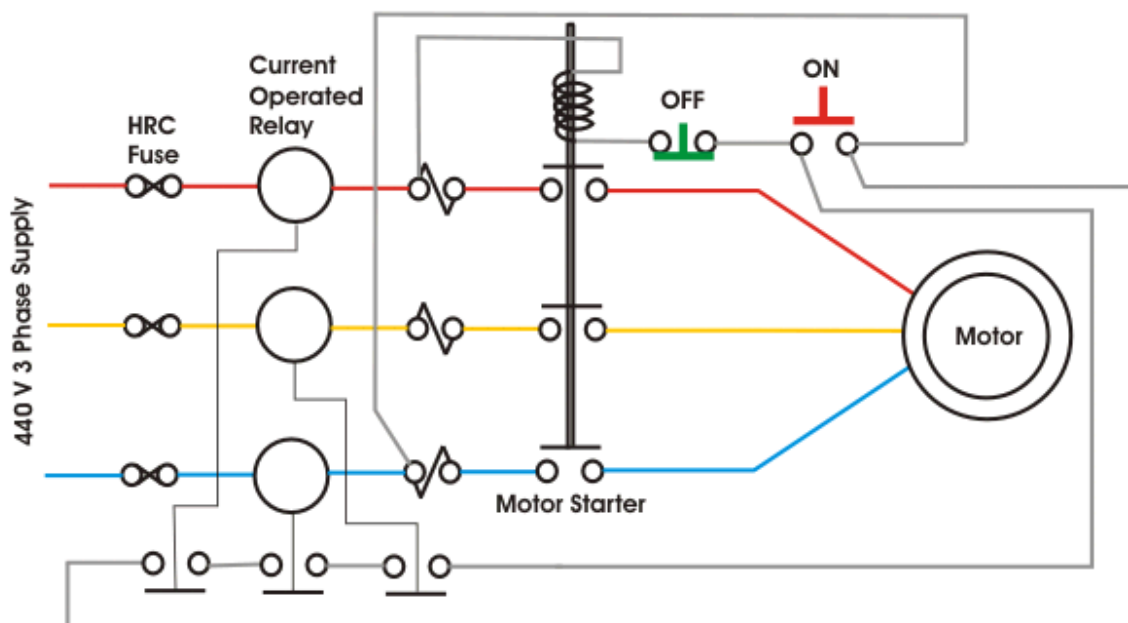 Current
Operated
Relay
HRC
Fuse
OFF
ON
440 V 3 Phase Supply
Motor
Motor Starter